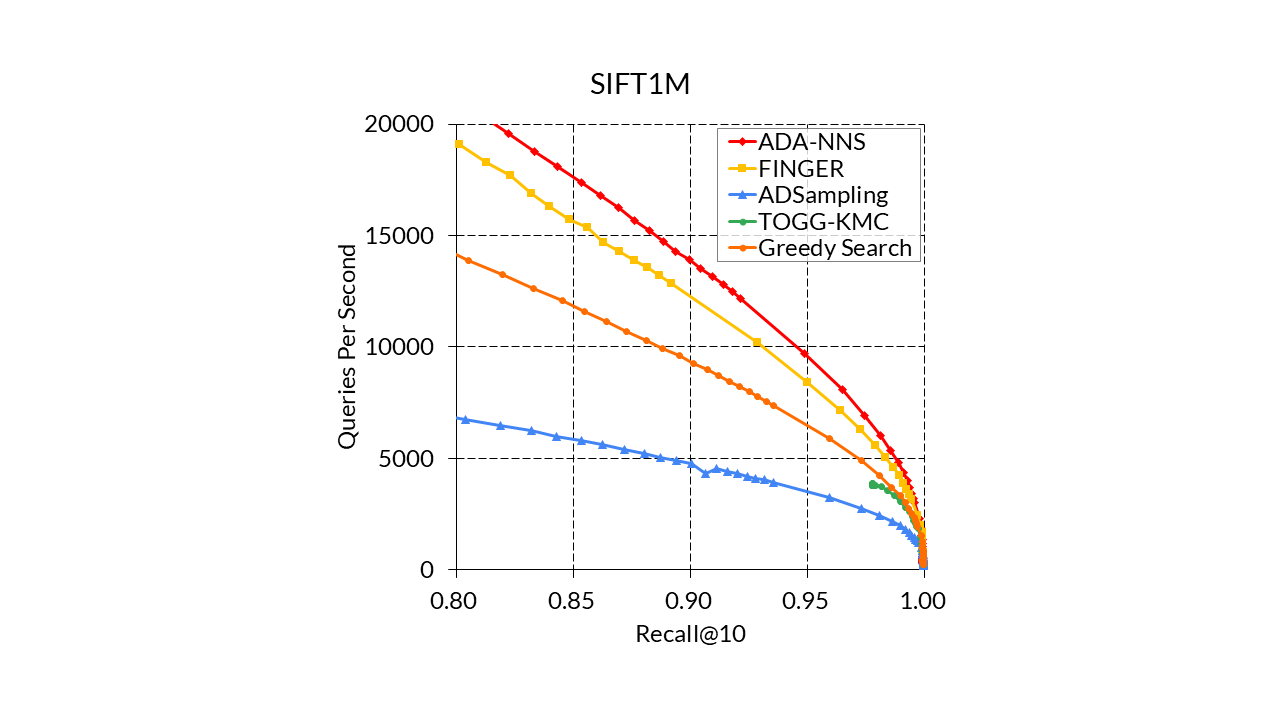 SIFT1M
20000
15000
10000
5000
0
Queries Per Second
ADA-NNS
FINGER
ADSampling
TOGG-KMC
Greedy Search
0.80 0.85 0.90 0.95 1.00
Recall@10